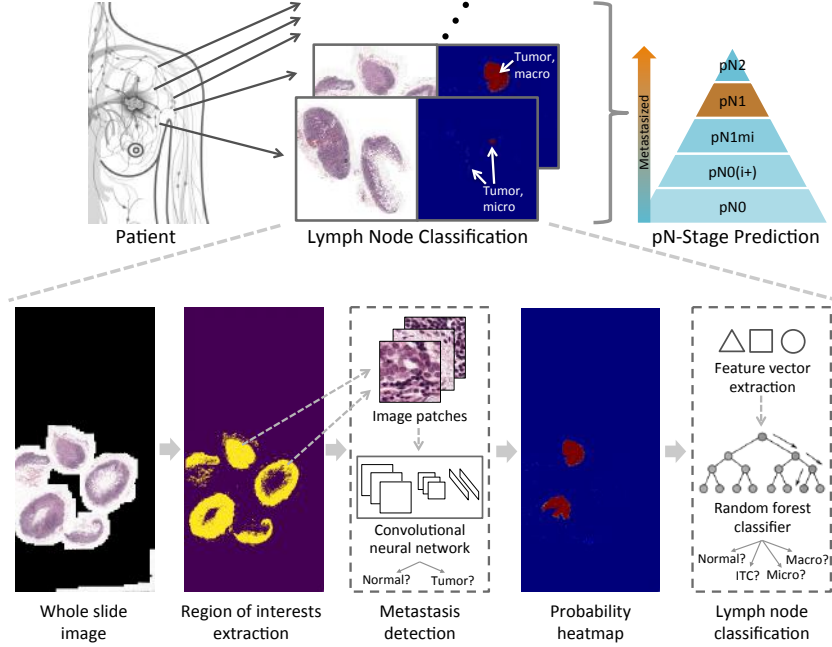 Tumor,
macro
Tumor,
micro
Metastasized
pN2
pN1
pN1mi
pN0(i+)
pN0
Patient
Lymph Node Classification
pN-Stage Prediction
Image patches
Convolutional
neural network
Normal?
Tumor?
Feature vector
extraction
Random forest
classifier
Normal?
Macro?
ITC?
Micro?
Whole slide
image
Region of interests
extraction
Metastasis
detection
Probability
heatmap
Lymph node
classification